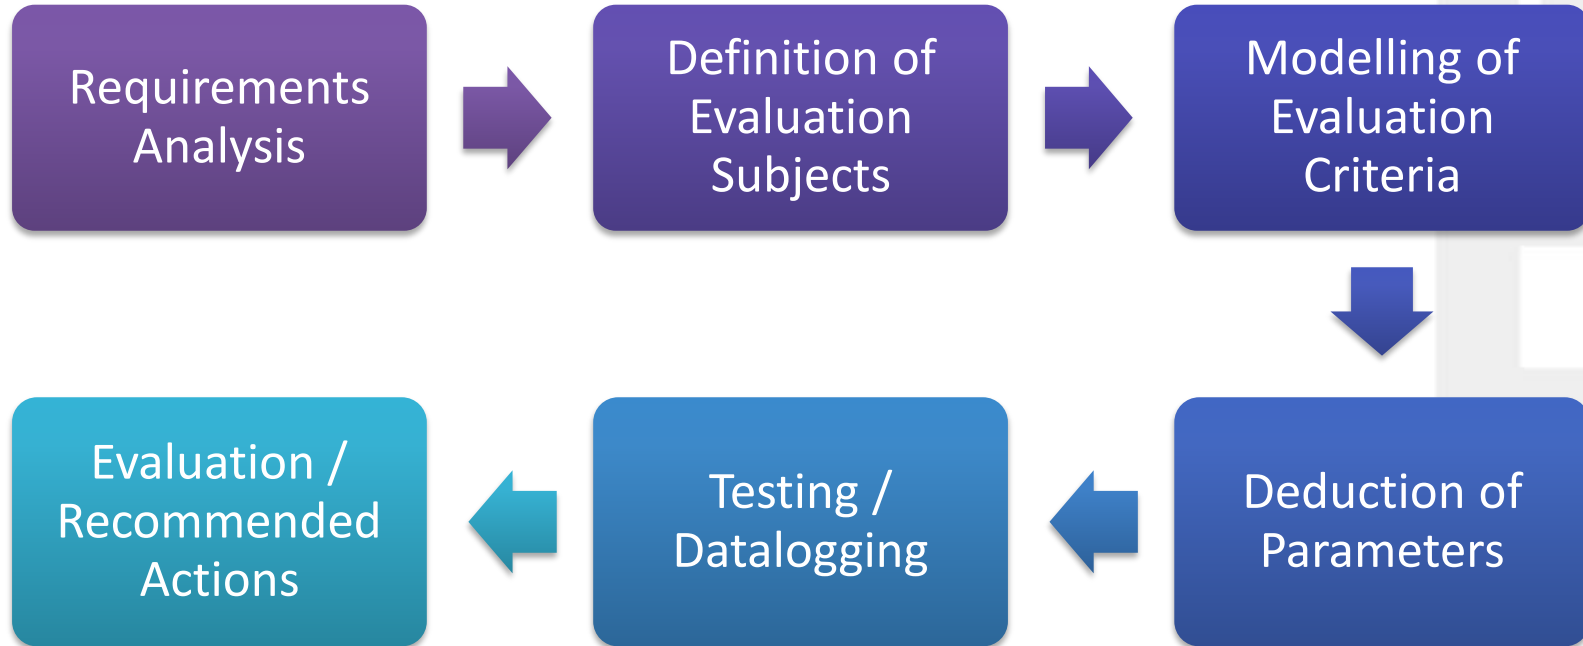 Requirements
Analysis
Definition of
Evaluation
Subjects
Modelling of
Evaluation
Criteria
Deduction of
Parameters
Testing /
Datalogging
Evaluation /
Recommended
Actions